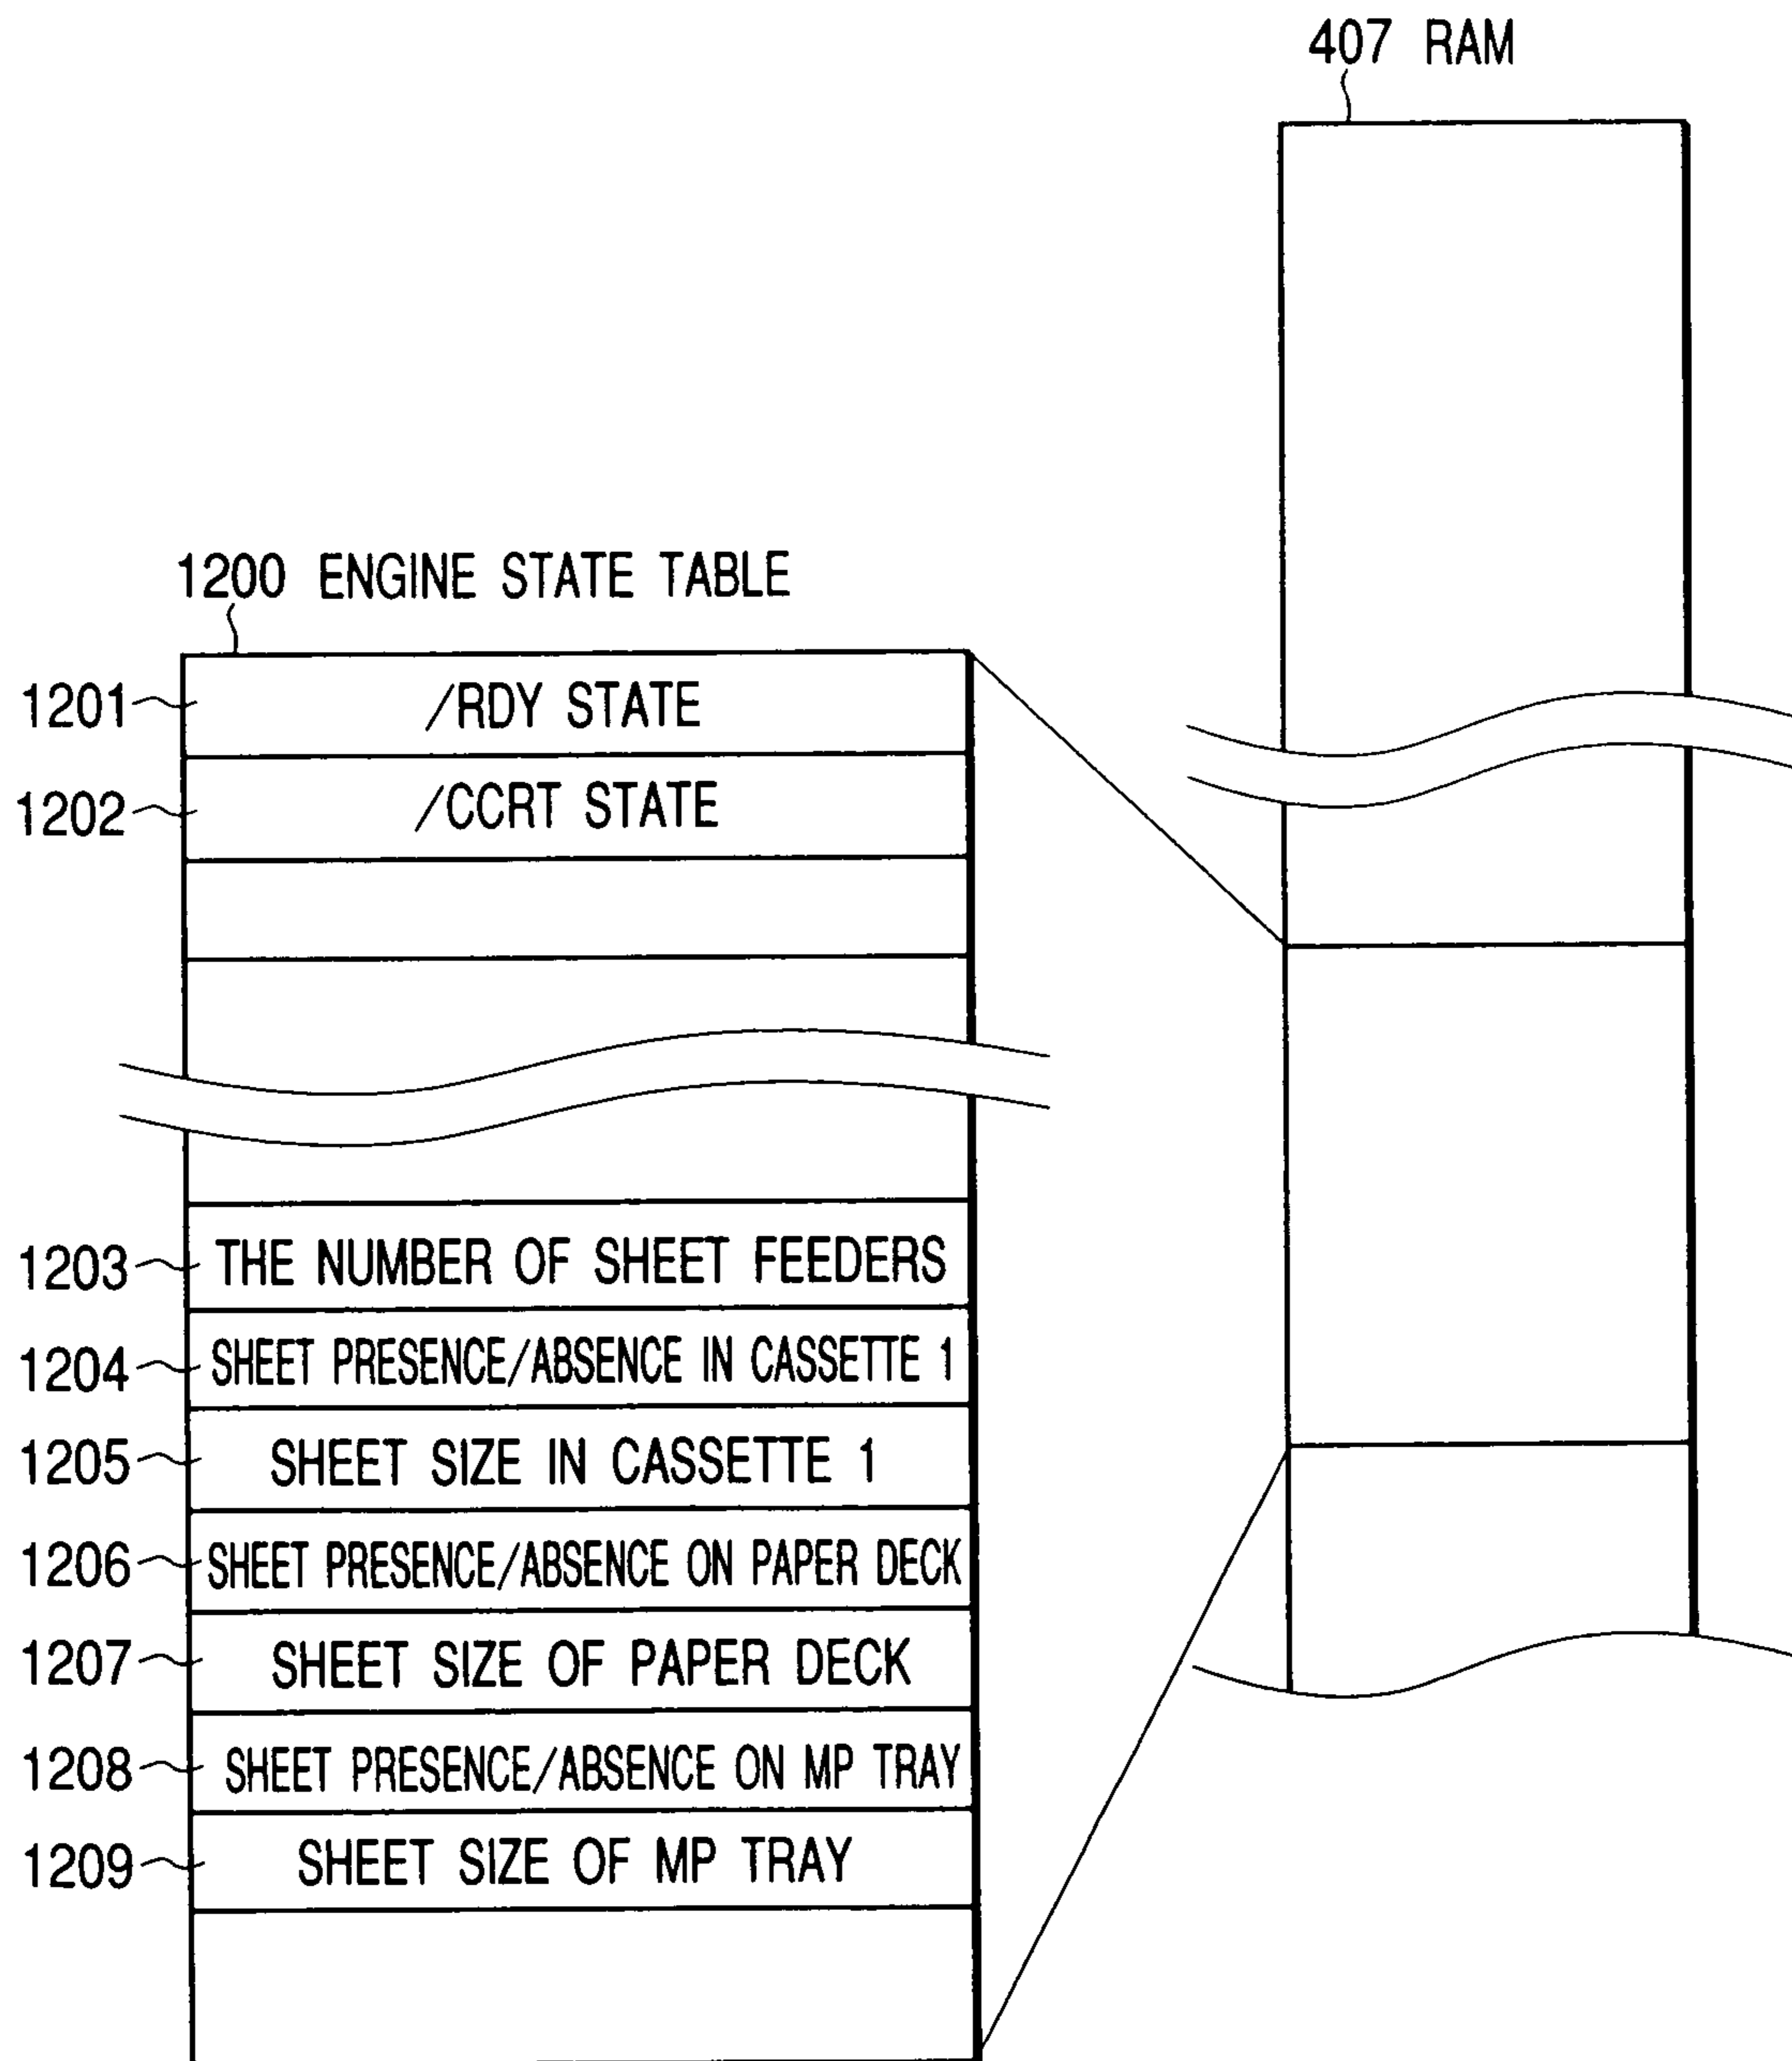 407 RAM
1200 ENGINE STATE TABLE
1201 /RDY STATE
1202 /CCRT STATE
1203 THE NUMBER OF SHEET FEEDERS
1204 SHEET PRESENCE/ABSENCE IN CASSETTE 1
1205 SHEET SIZE IN CASSETTE 1
1206 SHEET PRESENCE/ABSENCE ON PAPER DECK
1207 SHEET SIZE OF PAPER DECK
1208 SHEET PRESENCE/ABSENCE ON MP TRAY
1209 SHEET SIZE OF MP TRAY